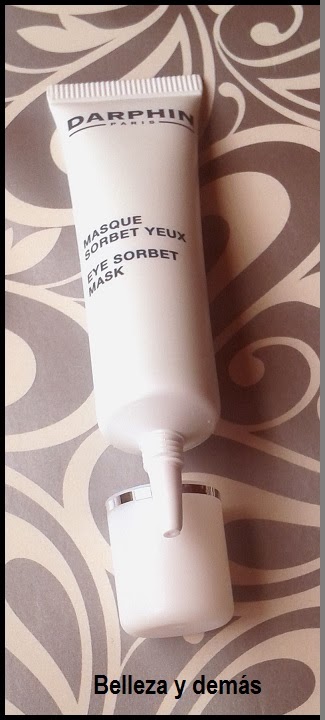 DARPHIN
PARIS
MASQUE
SORBET YEUX
EYE SORBET
MASK
Belleza y demás